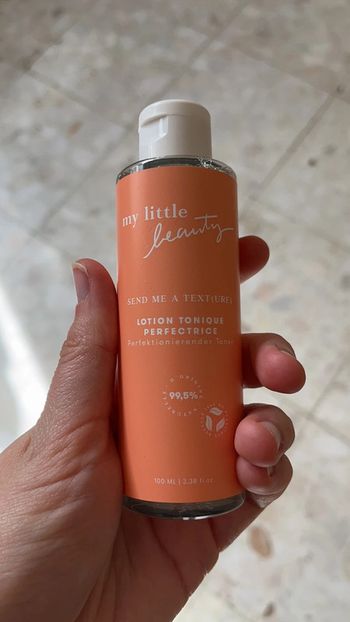 my little
beauty
SEND ME A TEXT(URE)
LOTION TONIQUE
PERFECTRICE
Perfektionierender Toner
99,5%
100 ML | 3,38 fl. oz.